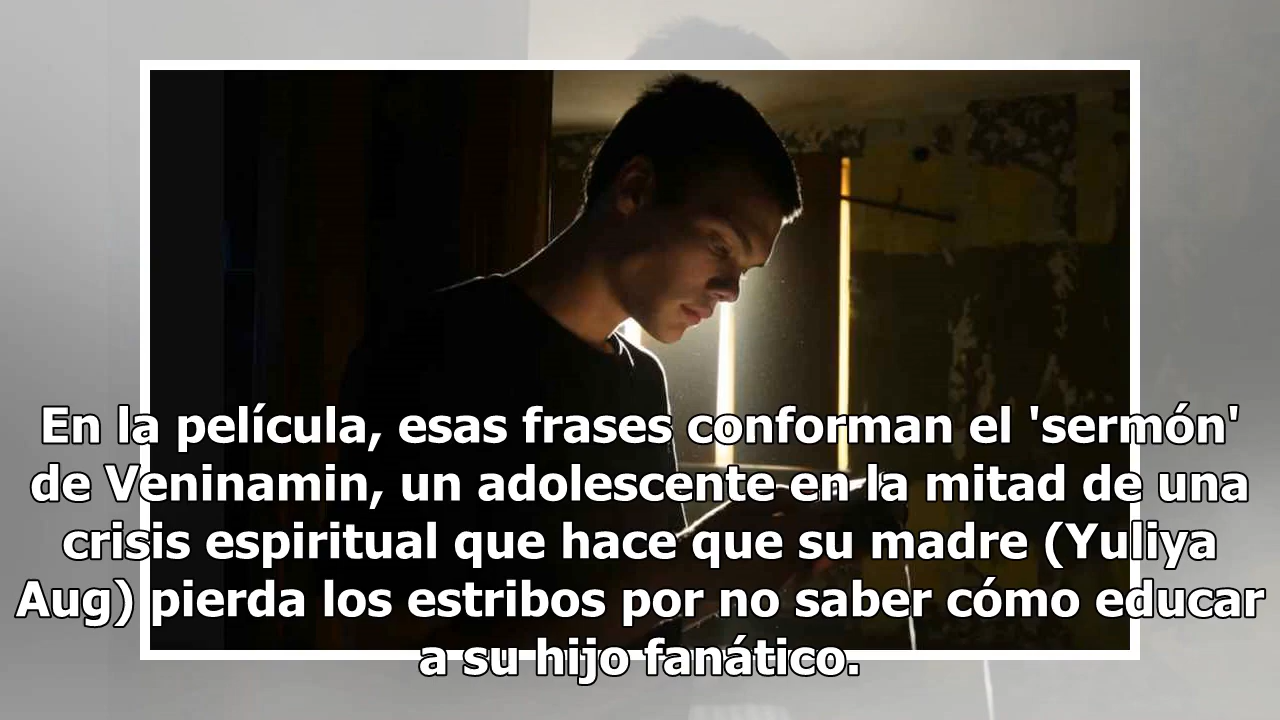 En la película, esas frases conforman el 'sermón'
de Veninamin, un adolescente en la mitad de una
crisis espiritual que hace que su madre (Yuliya
Aug) pierda los estribos por no saber cómo educar
a su hijo fanático.